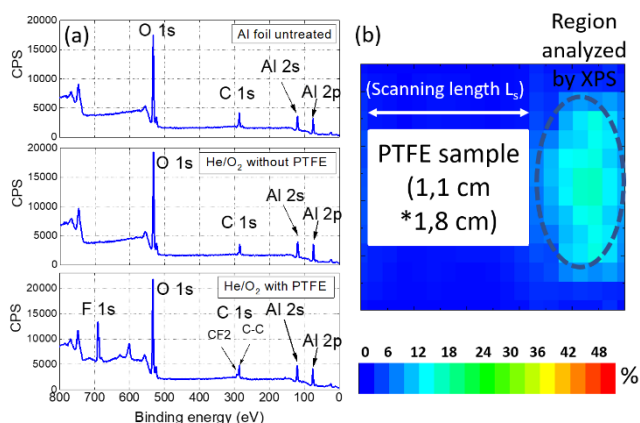 (a)
Al foil untreated
O 1s
C 1s
Al 2s
Al 2p
CPS
20000
15000
10000
5000
0
He/O2 without PTFE
O 1s
C 1s
Al 2s
Al 2p
CPS
20000
15000
10000
5000
0
He/O2 with PTFE
F 1s
O 1s
C 1s
CF2
C-C
Al 2s
Al 2p
CPS
20000
15000
10000
5000
0
800 700 600 500 400 300 200 100 0
Binding energy (eV)
(b)
Region
analyzed
by XPS
(Scanning length Ls)
PTFE sample
(1,1 cm
*1,8 cm)
0 6 12 18 24 30 36 42 48
%